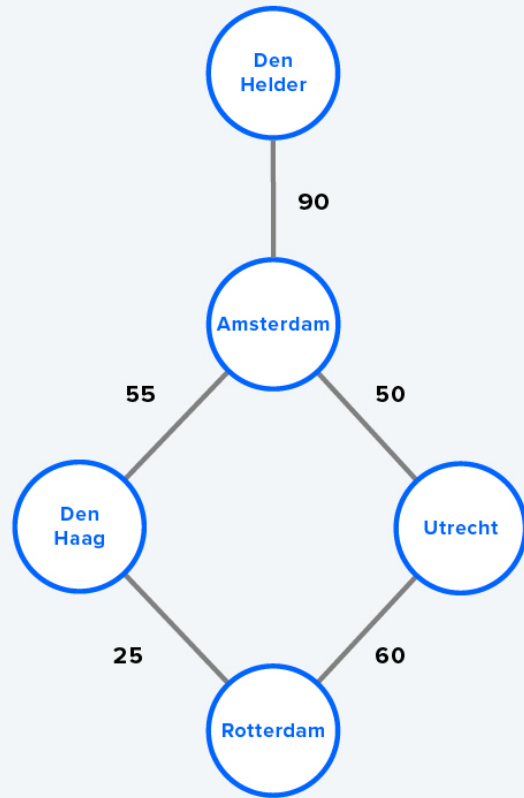 Den
Helder
90
Amsterdam
55
50
Den
Haag
Utrecht
25
60
Rotterdam